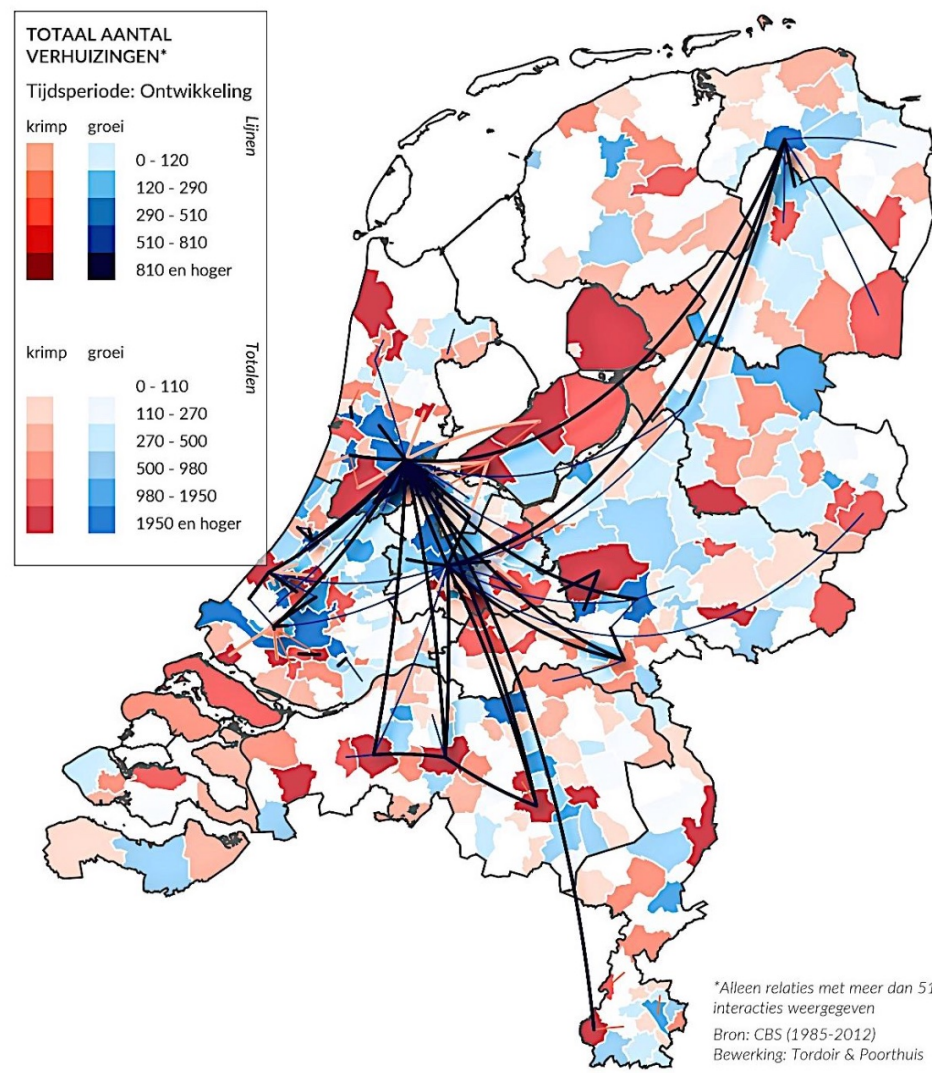 TOTAAL AANTAL
VERHUIZINGEN*
Tijdsperiode: Ontwikkeling
krimp groei
Lijnen
0 - 120
120 - 290
290 - 510
510 - 810
810 en hoger
krimp groei
Totalen
0 - 110
110 - 270
270 - 500
500 - 980
980 - 1950
1950 en hoger
*Alleen relaties met meer dan 51
interacties weergegeven
Bron: CBS (1985-2012)
Bewerking: Tordoir & Poorthuis